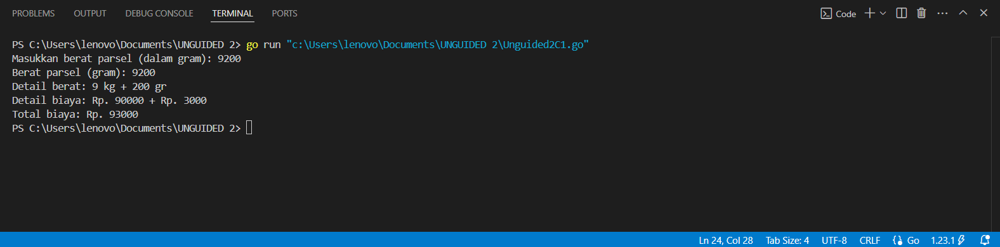 PROBLEMS OUTPUT DEBUG CONSOLE TERMINAL PORTS Code
PS C:\Users\lenovo\Documents\UNGUIDED 2> go run "c:\Users\lenovo\Documents\UNGUIDED 2\Unguided2C1.go"
Masukkan berat parsel (dalam gram): 9200
Berat parsel (gram): 9200
Detail berat: 9 kg + 200 gr
Detail biaya: Rp. 90000 + Rp. 3000
Total biaya: Rp. 93000
PS C:\Users\lenovo\Documents\UNGUIDED 2>
Ln 24, Col 28 Tab Size: 4 UTF-8 CRLF Go 1.23.1